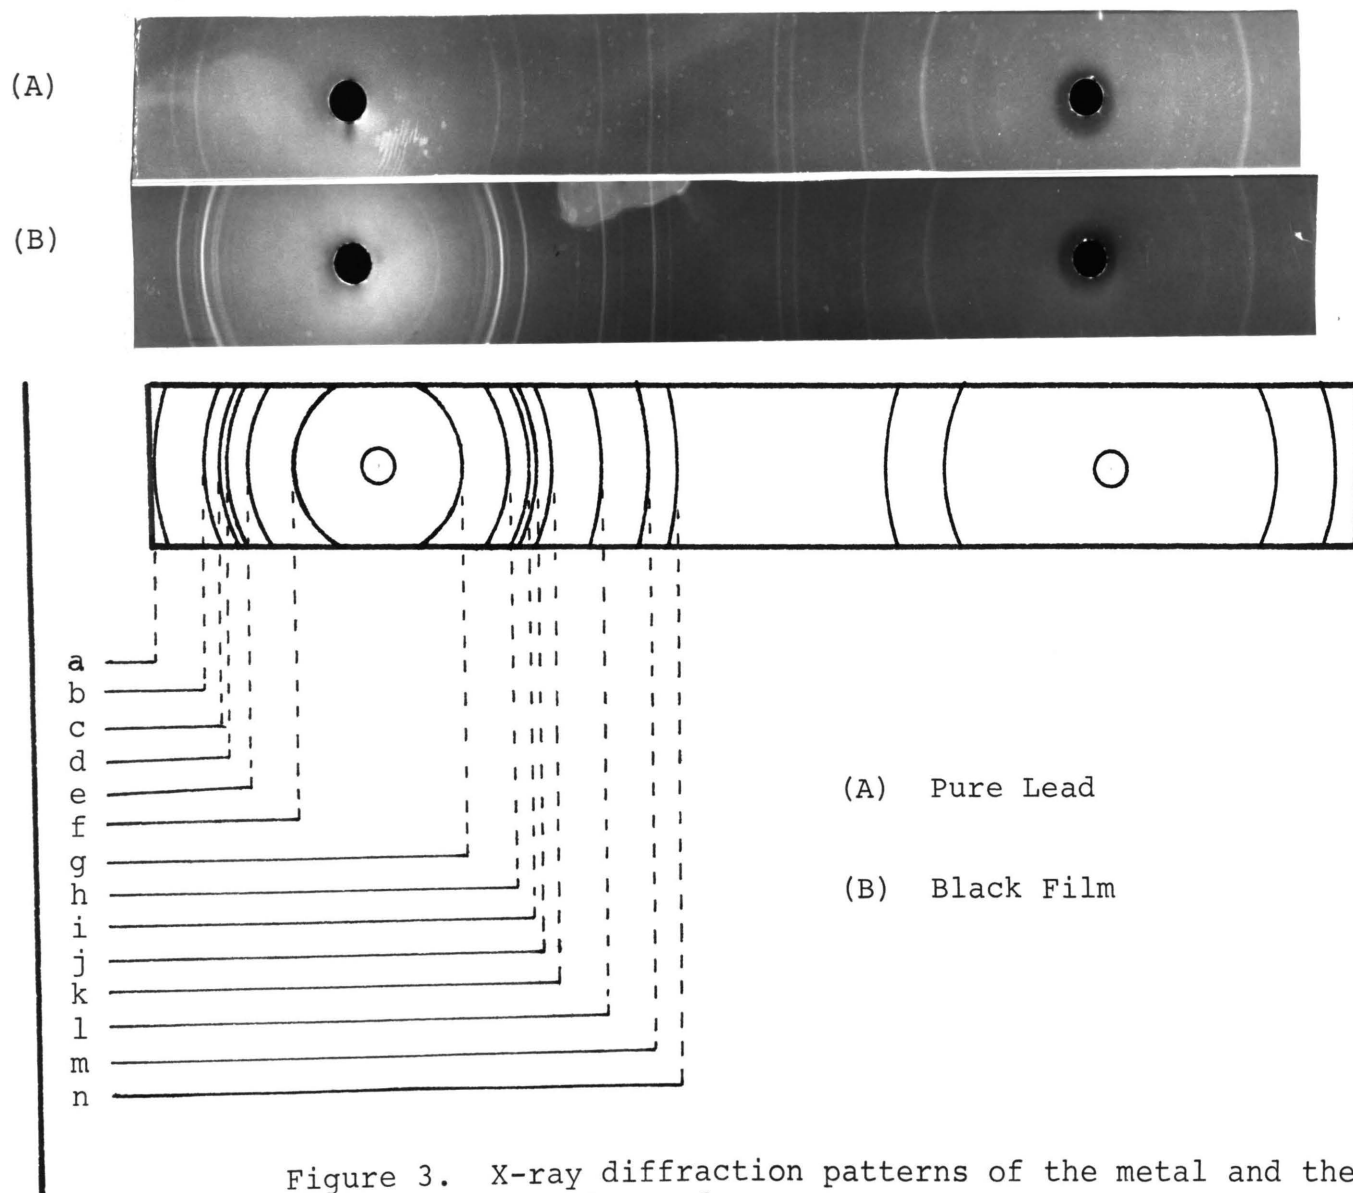 (A)
(B)
a
b
c
d
e
f
g
h
i
j
k
l
m
n
(A) Pure Lead
(B) Black Film
Figure 3. X-ray diffraction patterns of the metal and the